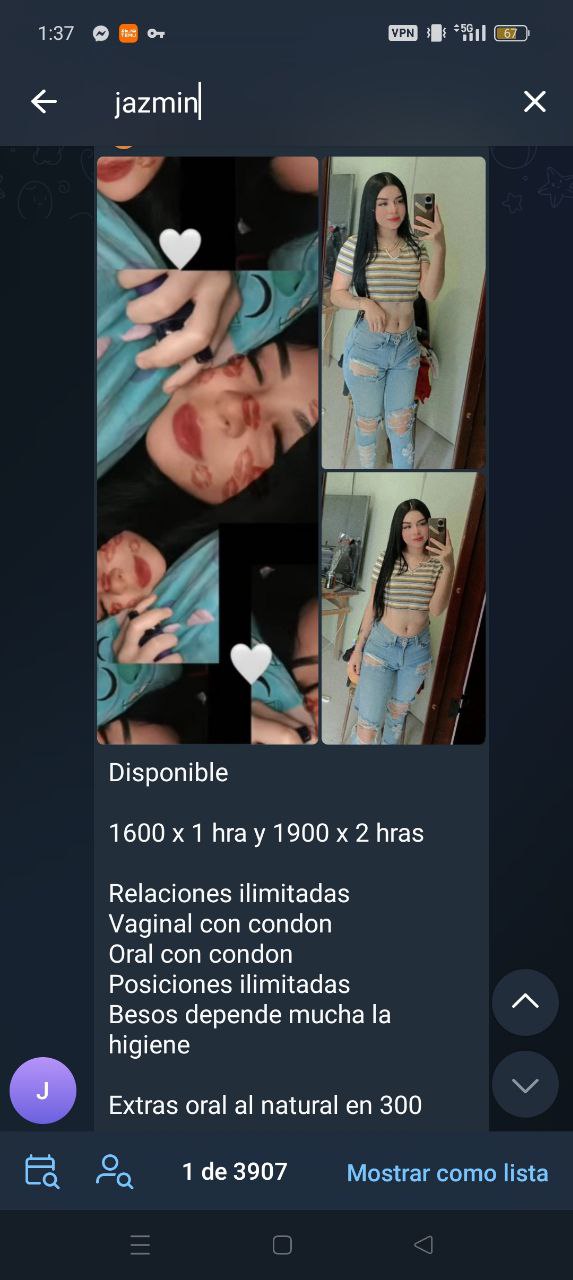 1:37
VPN
5G
67
jazmin
Disponible
1600 x 1 hra y 1900 x 2 hras
Relaciones ilimitadas
Vaginal con condon
Oral con condon
Posiciones ilimitadas
Besos depende mucha la
higiene
Extras oral al natural en 300
J
1 de 3907
Mostrar como lista